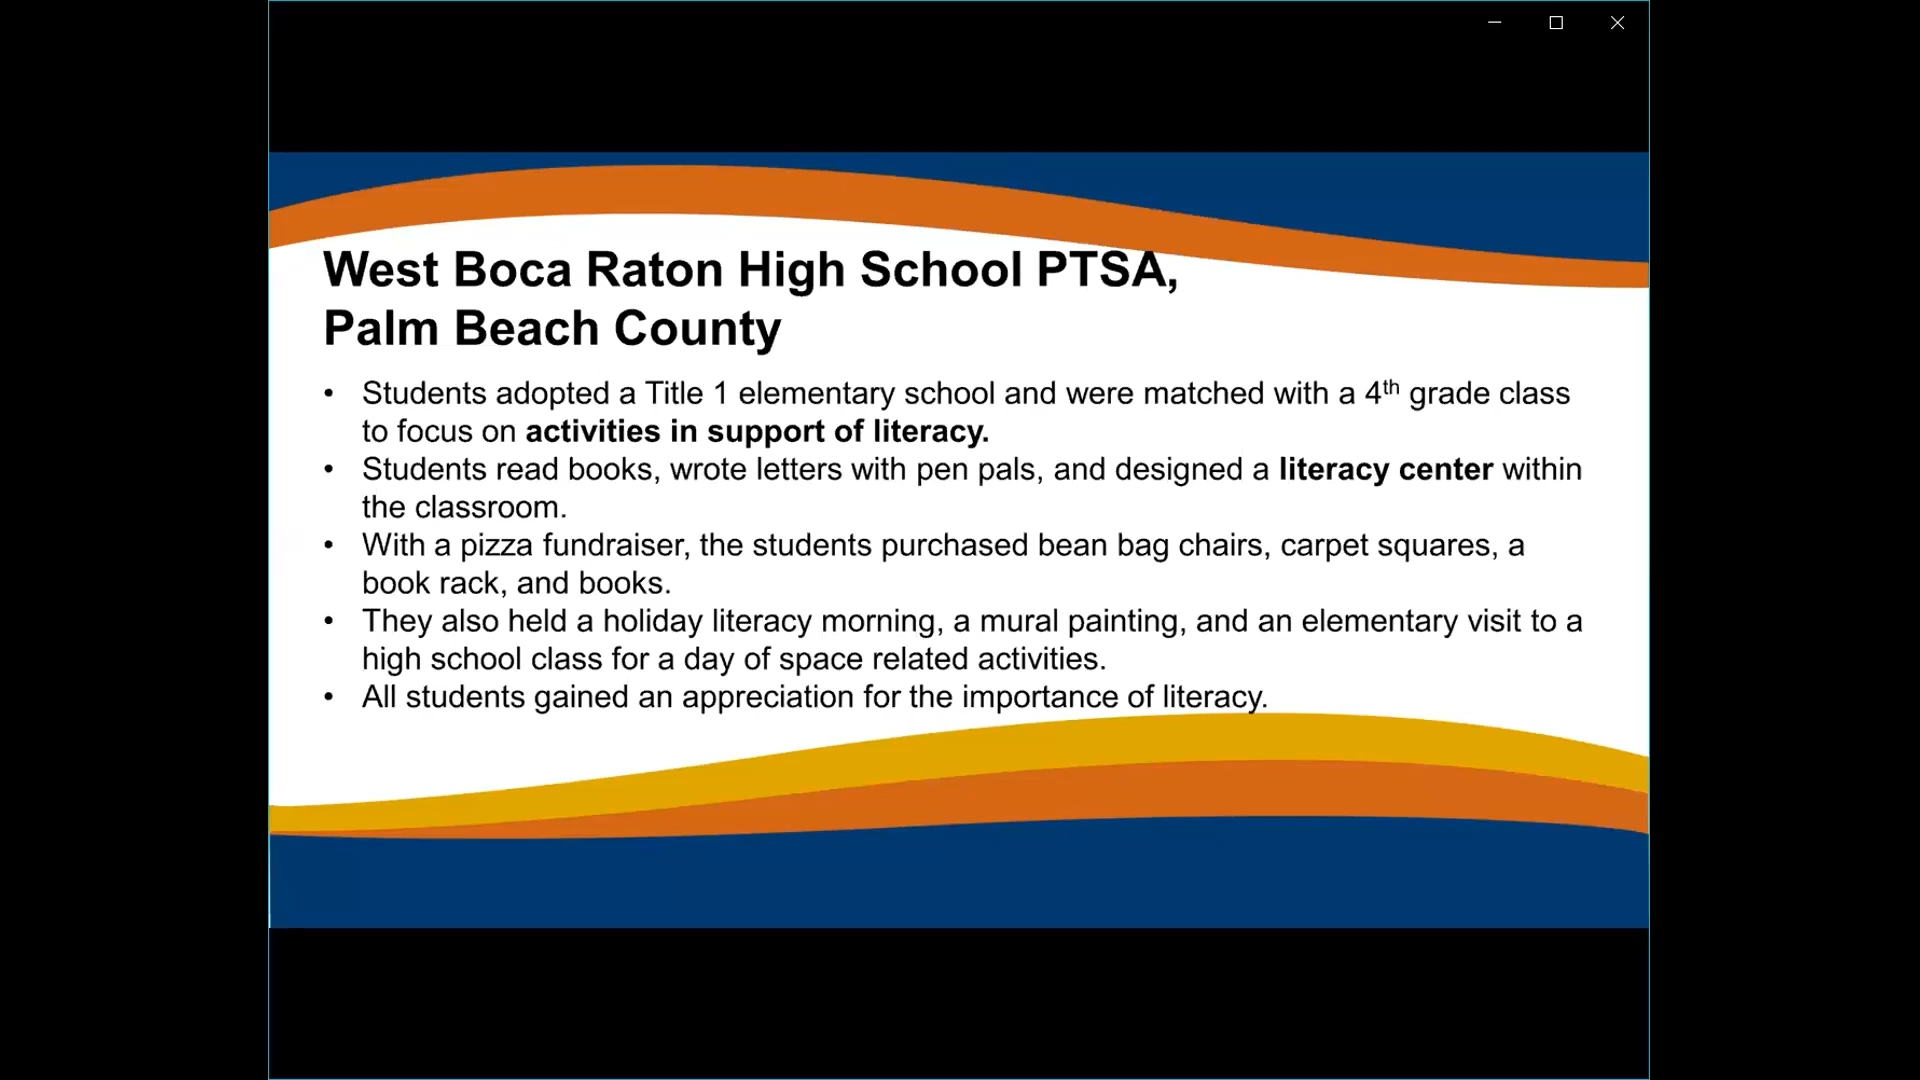 West Boca Raton High School PTSA,
Palm Beach County
• Students adopted a Title 1 elementary school and were matched with a 4th grade class
to focus on activities in support of literacy.
• Students read books, wrote letters with pen pals, and designed a literacy center within
the classroom.
• With a pizza fundraiser, the students purchased bean bag chairs, carpet squares, a
book rack, and books.
• They also held a holiday literacy morning, a mural painting, and an elementary visit to a
high school class for a day of space related activities.
• All students gained an appreciation for the importance of literacy.